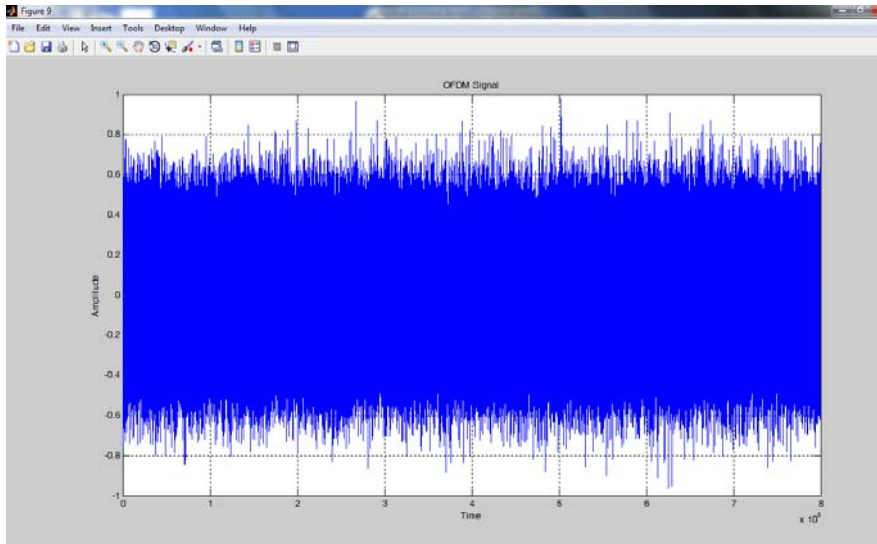 Figure 9
File Edit View Insert Tools Desktop Window Help
OFDM Signal
1
0.8
0.6
0.4
0.2
0
-0.2
-0.4
-0.6
-0.8
-1
Amplitude
0 1 2 3 4 5 6 7 8
Time
x 10